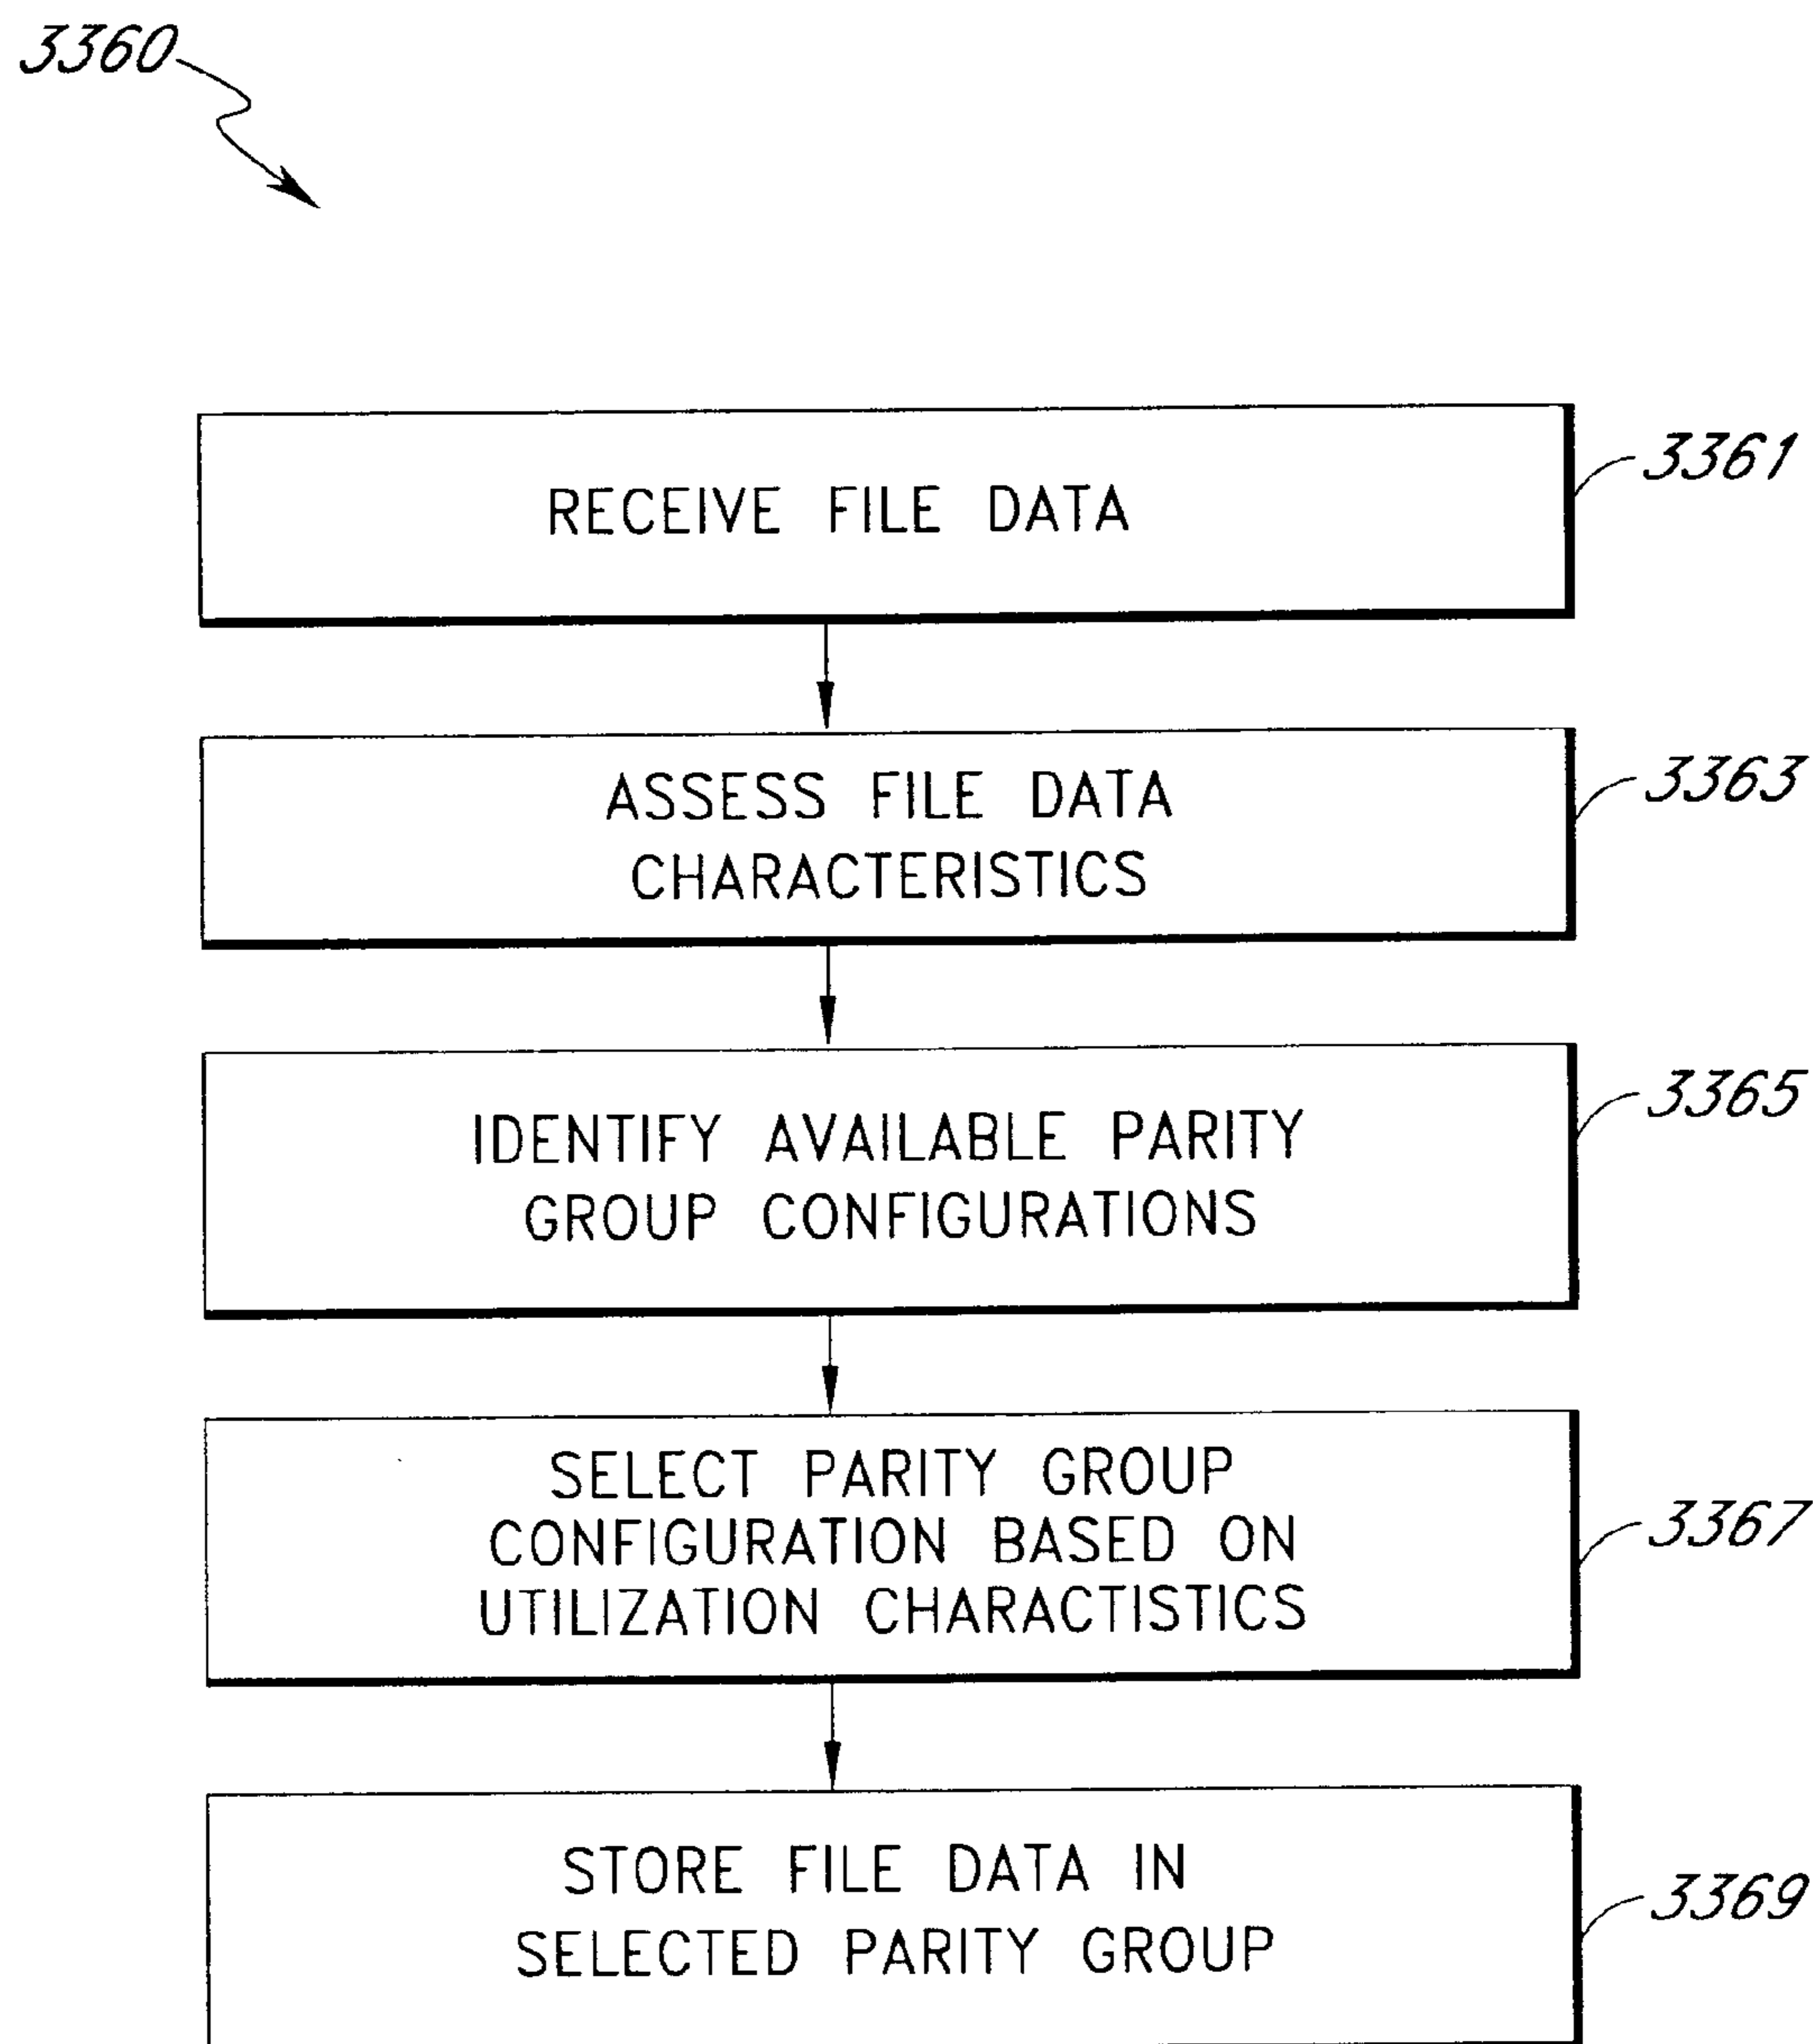 3360
RECEIVE FILE DATA
3361
ASSESS FILE DATA
CHARACTERISTICS
3363
IDENTIFY AVAILABLE PARITY
GROUP CONFIGURATIONS
3365
SELECT PARITY GROUP
CONFIGURATION BASED ON
UTILIZATION CHARACTISTICS
3367
STORE FILE DATA IN
SELECTED PARITY GROUP
3369